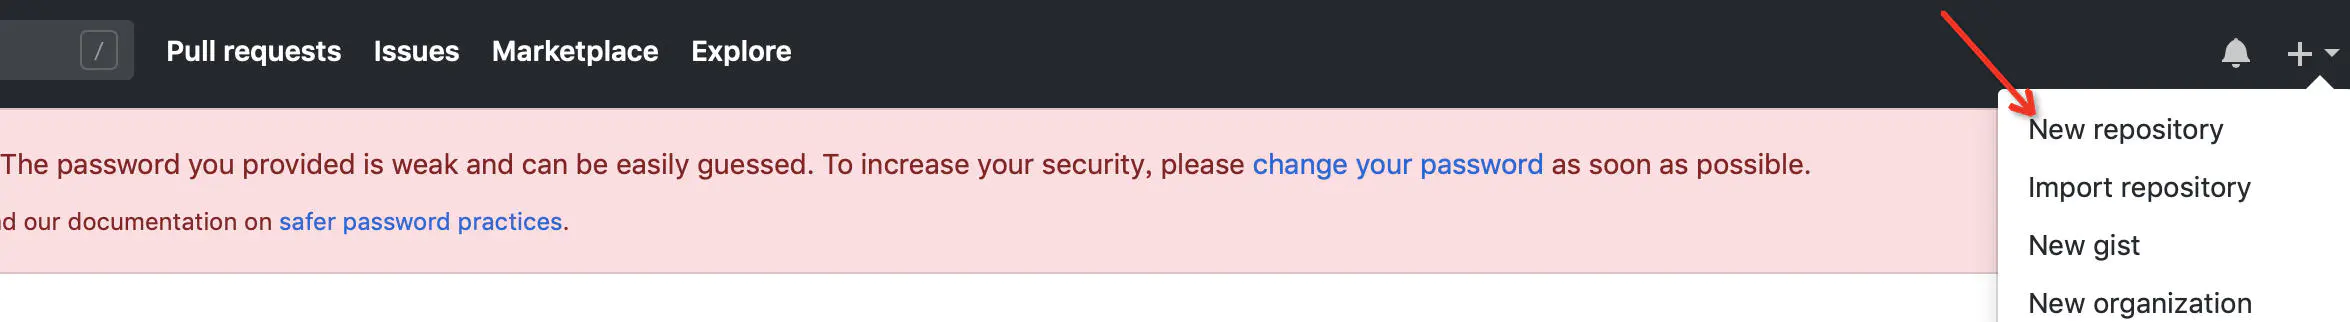 / Pull requests Issues Marketplace Explore
The password you provided is weak and can be easily guessed. To increase your security, please change your password as soon as possible.
d our documentation on safer password practices.
New repository
Import repository
New gist
New organization